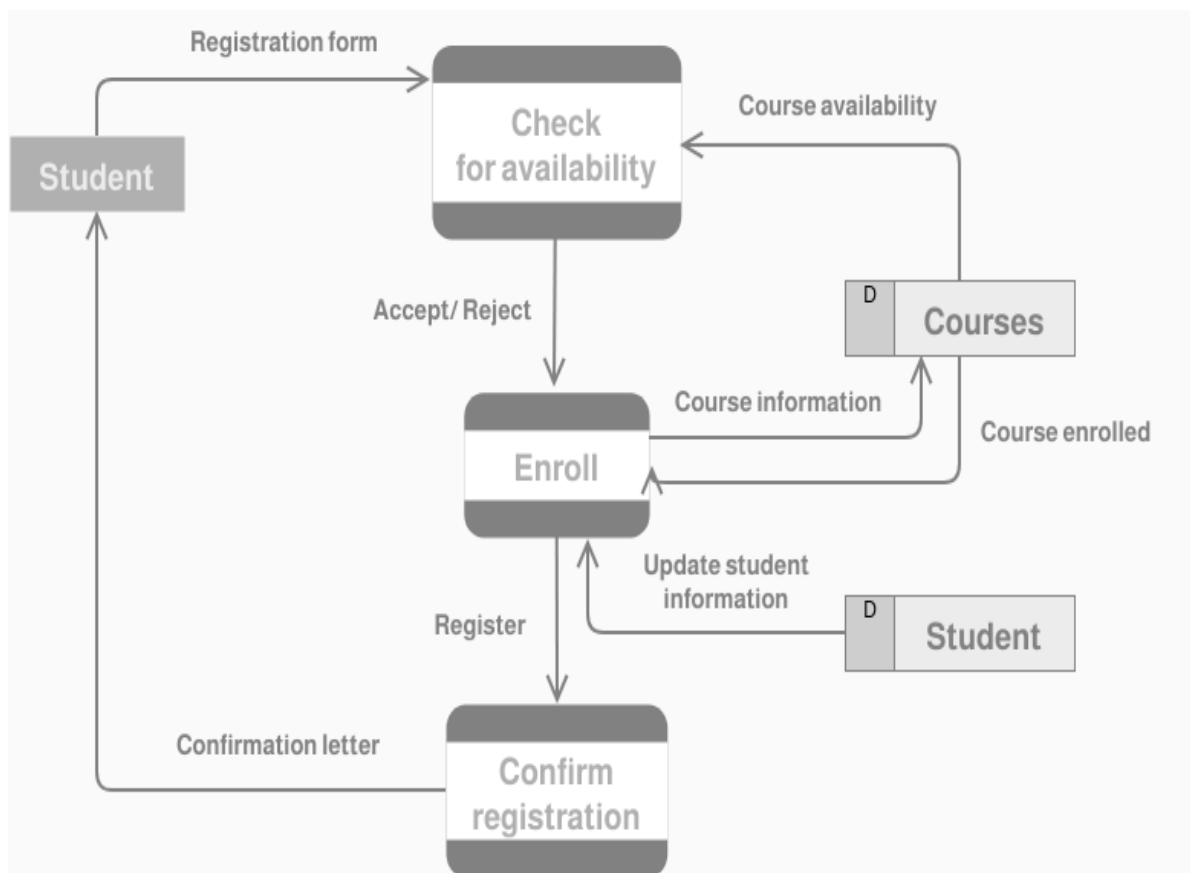 Registration form
Check
for availability
Course availability
Student
D
Courses
Accept/ Reject
Course information
Course enrolled
Enroll
Update student
information
D
Student
Register
Confirmation letter
Confirm
registration